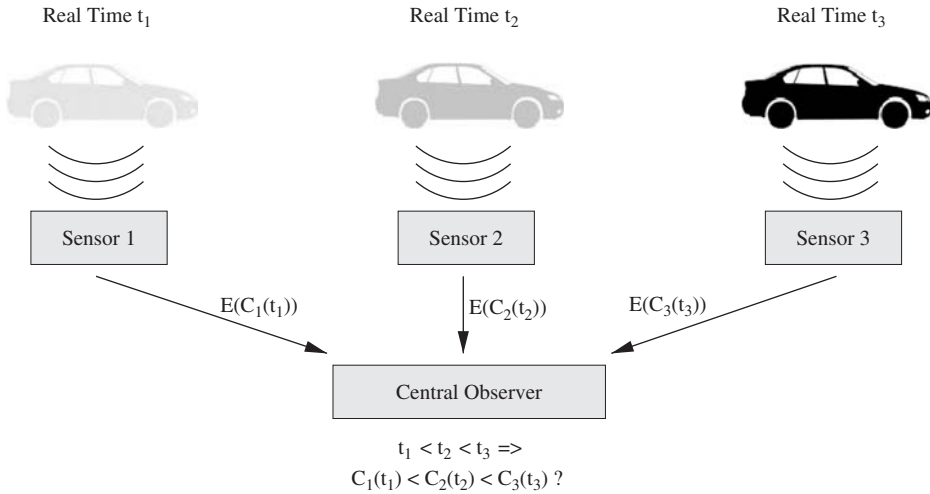 Real Time t₁
Real Time t₂
Real Time t₃
Sensor 1
Sensor 2
Sensor 3
E(C₁(t₁))
E(C₂(t₂))
E(C₃(t₃))
Central Observer
t₁ < t₂ < t₃ =>
C₁(t₁) < C₂(t₂) < C₃(t₃) ?